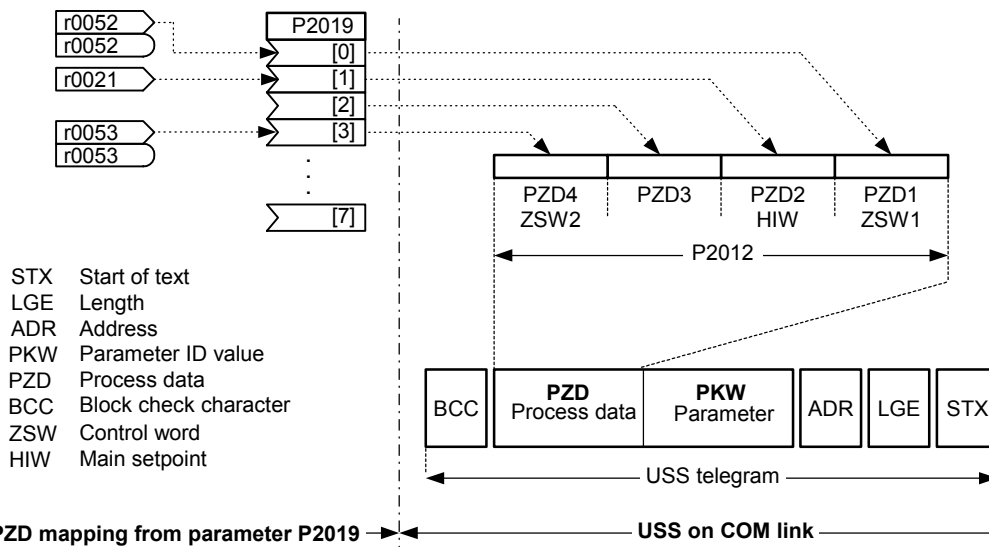 r0052
r0052
r0021
r0053
r0053
P2019
[0]
[1]
[2]
[3]
[7]
PZD4
ZSW2
PZD3
PZD2
HIW
PZD1
ZSW1
P2012
STX Start of text
LGE Length
ADR Address
PKW Parameter ID value
PZD Process data
BCC Block check character
ZSW Control word
HIW Main setpoint
BCC
PZD
Process data
PKW
Parameter
ADR
LGE
STX
USS telegram
PZD mapping from parameter P2019
USS on COM link